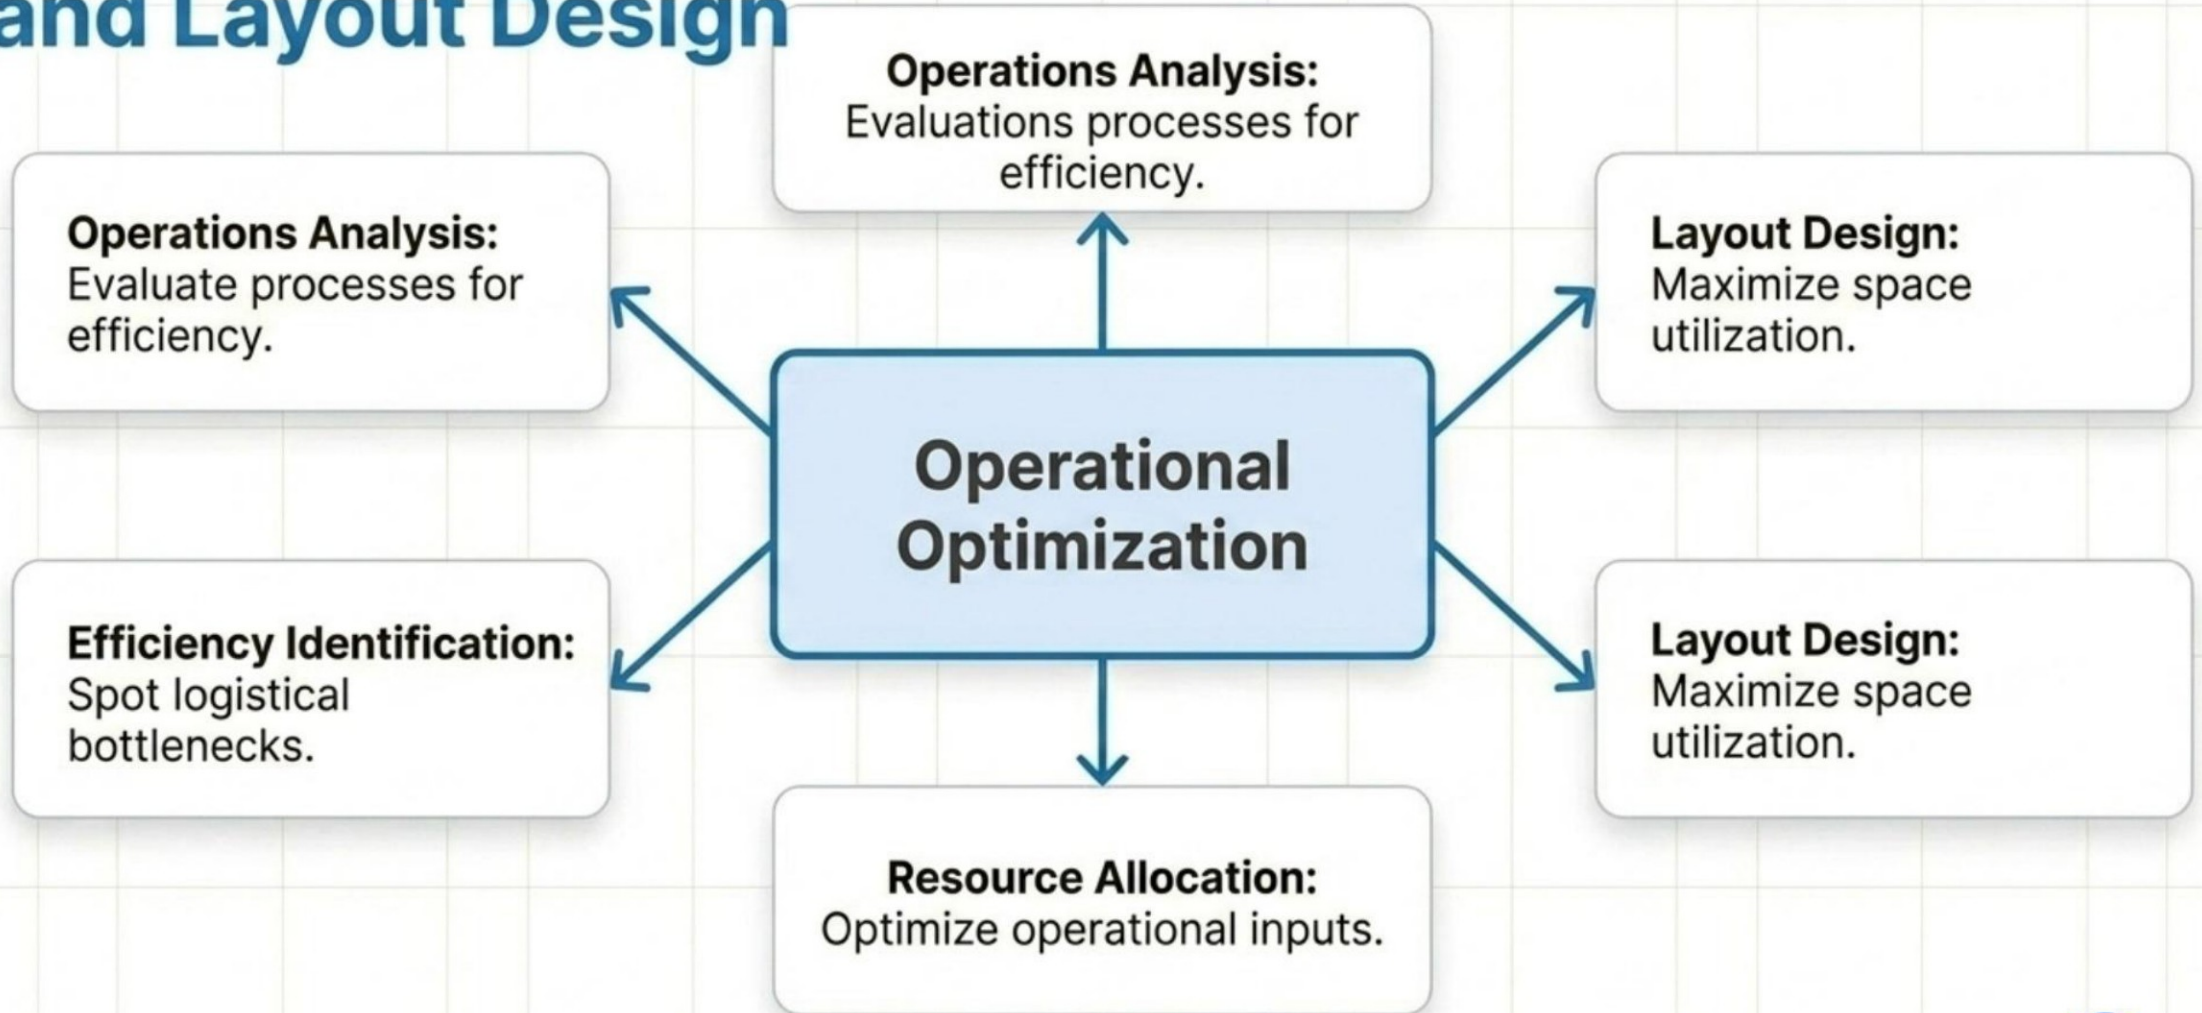 and Layout Design
Operations Analysis:
Evaluations processes for
efficiency.
Operations Analysis:
Evaluate processes for
efficiency.
Layout Design:
Maximize space
utilization.
Operational
Optimization
Efficiency Identification:
Spot logistical
bottlenecks.
Layout Design:
Maximize space
utilization.
Resource Allocation:
Optimize operational inputs.